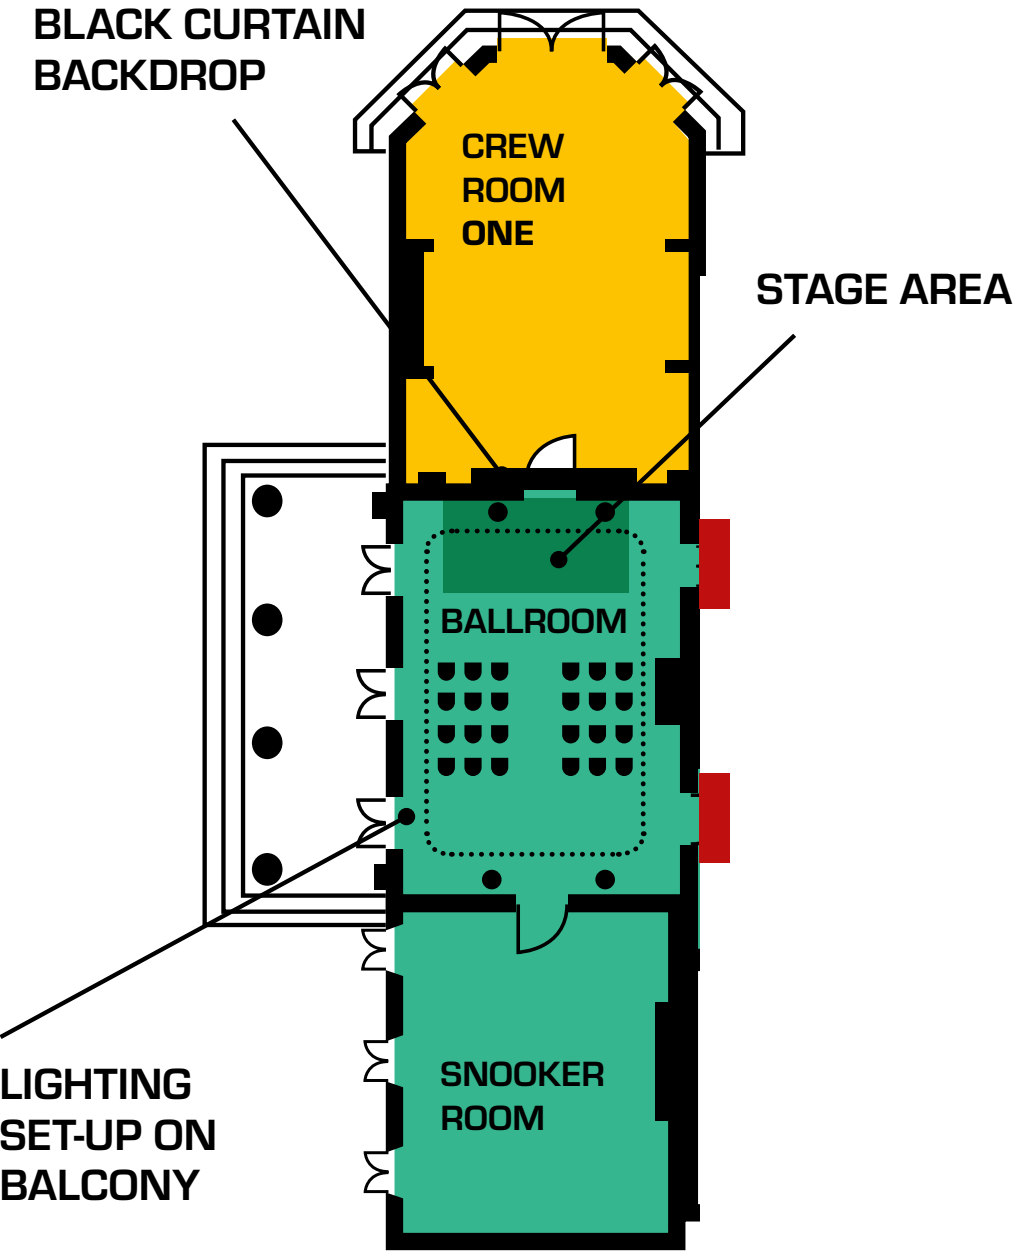 BLACK CURTAIN
BACKDROP
CREW
ROOM
ONE
STAGE AREA
BALLROOM
SNOOKER
ROOM
LIGHTING
SET-UP ON
BALCONY